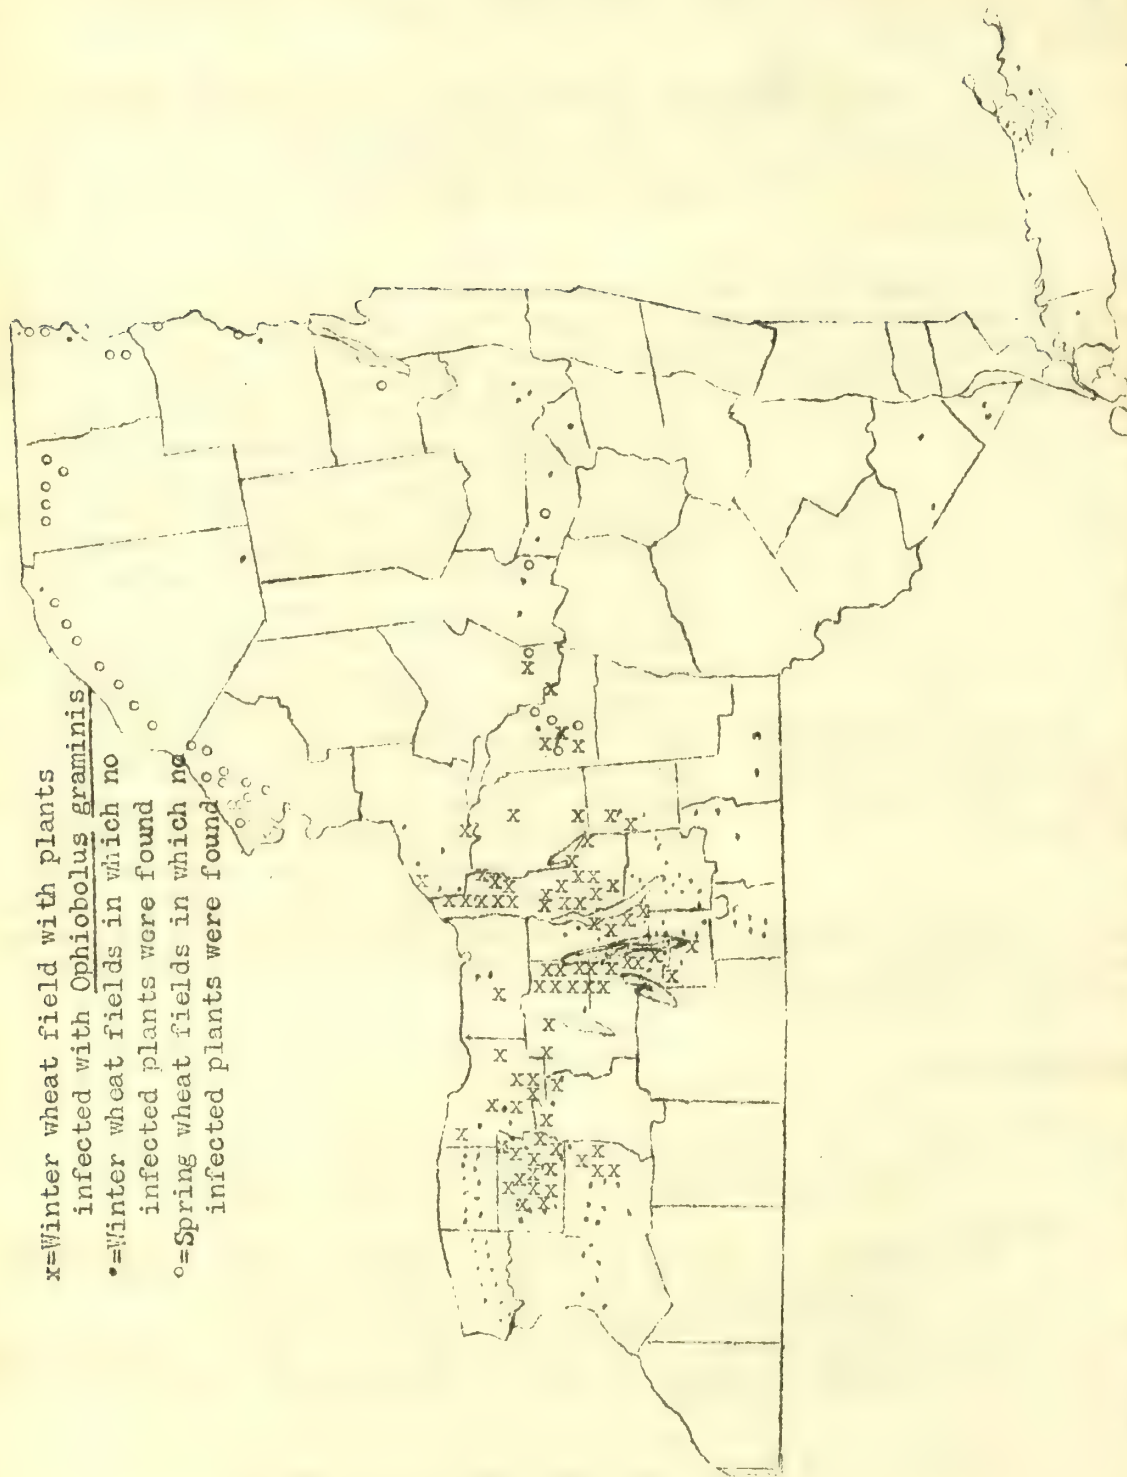 x=Winter wheat field with plants
infected with Ophiobolus graminis
•=Winter wheat fields in which no
infected plants were found
o=Spring wheat fields in which no
infected plants were found